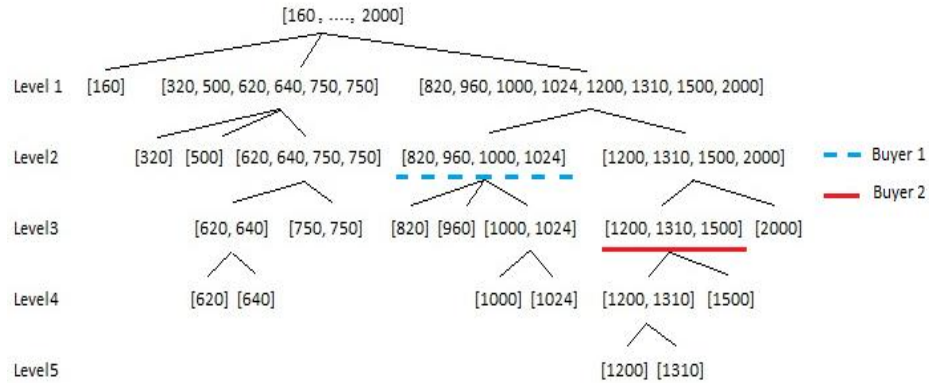 [160, ...., 2000]
Level 1 [160] [320, 500, 620, 640, 750, 750] [820, 960, 1000, 1024, 1200, 1310, 1500, 2000]
Level2 [320] [500] [620, 640, 750, 750] [820, 960, 1000, 1024] [1200, 1310, 1500, 2000]
Buyer 1
Buyer 2
Level3 [620, 640] [750, 750] [820] [960] [1000, 1024] [1200, 1310, 1500] [2000]
Level4 [620] [640] [1000] [1024] [1200, 1310] [1500]
Level5 [1200] [1310]